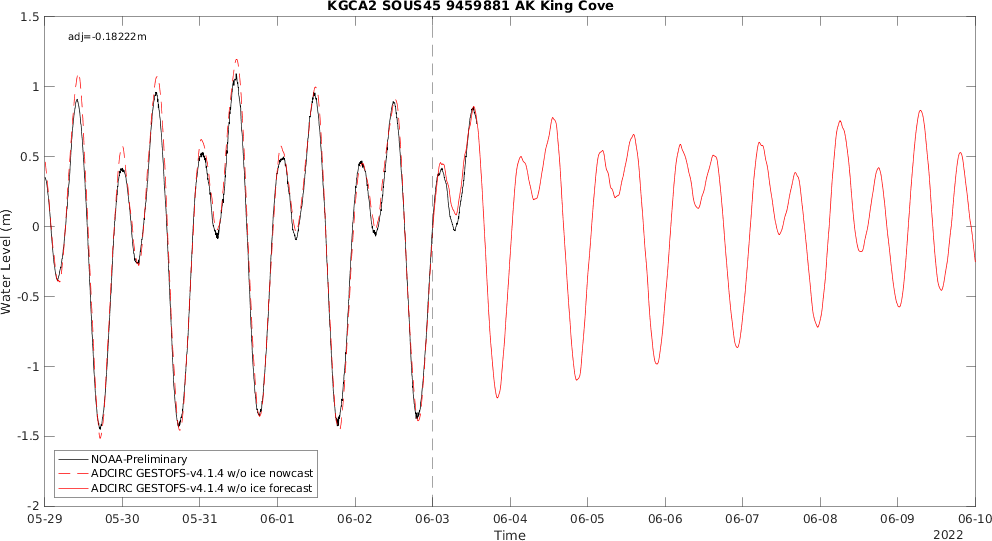 KGCA2 SOUS45 9459881 AK King Cove
adj=-0.18222m
1.5
1
0.5
0
-0.5
-1
-1.5
-2
Water Level (m)
NOAA-Preliminary
ADCIRC GESTOFS-v4.1.4 w/o ice nowcast
ADCIRC GESTOFS-v4.1.4 w/o ice forecast
05-29 05-30 05-31 06-01 06-02 06-03 06-04 06-05 06-06 06-07 06-08 06-09 06-10
Time
2022